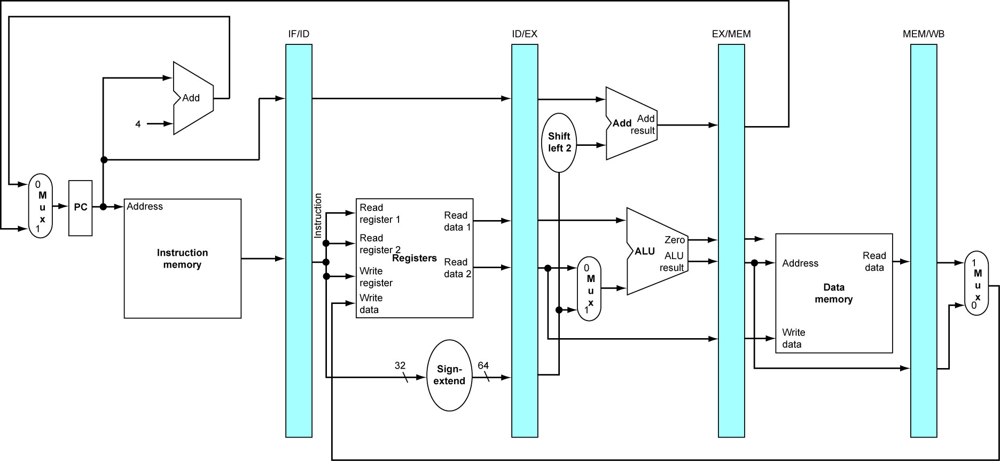 IF/ID
ID/EX
EX/MEM
MEM/WB
Add
4
0
M
u
x
1
PC
Address
Instruction
memory
Instruction
Read
register 1
Read
register 2
Registers
Write
register
Write
data
Read
data 1
Read
data 2
32
Sign-
extend
64
Shift
left 2
Add
Add
result
0
M
u
x
1
ALU
Zero
ALU
result
Address
Read
data
Data
memory
Write
data
1
M
u
x
0